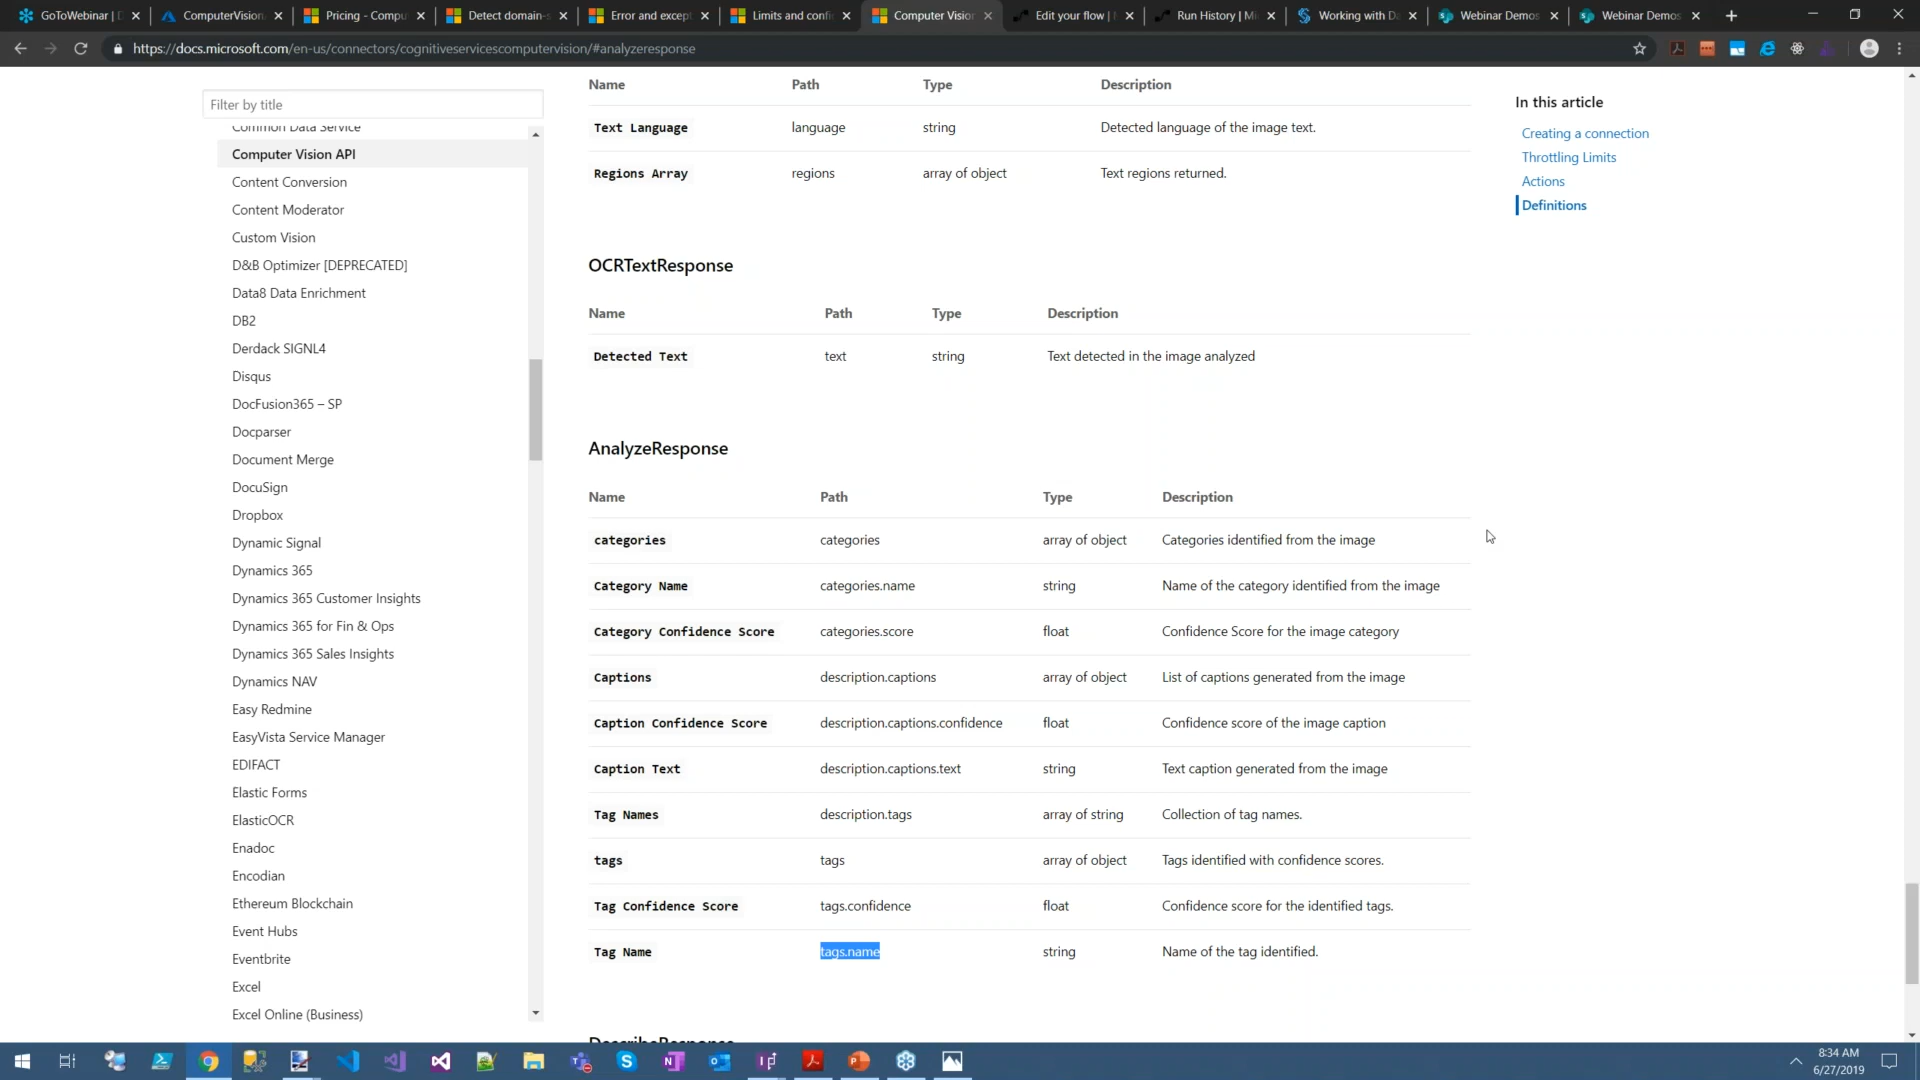 GoToWebinar | D
ComputerVision.
Pricing - Compu
Detect domain-s
Error and except
Limits and confi
Computer Vision
Edit your flow | M
Run History | Mi
Working with Da
Webinar Demos
Webinar Demos
https://docs.microsoft.com/en-us/connectors/cognitiveservicescomputervision/#analyzeresponse
Filter by title
Common Data Service
Computer Vision API
Content Conversion
Content Moderator
Custom Vision
D&B Optimizer [DEPRECATED]
Data8 Data Enrichment
DB2
Derdack SIGNL4
Disqus
DocFusion365 – SP
Docparser
Document Merge
DocuSign
Dropbox
Dynamic Signal
Dynamics 365
Dynamics 365 Customer Insights
Dynamics 365 for Fin & Ops
Dynamics 365 Sales Insights
Dynamics NAV
Easy Redmine
EasyVista Service Manager
EDIFACT
Elastic Forms
ElasticOCR
Enadoc
Encodian
Ethereum Blockchain
Event Hubs
Eventbrite
Excel
Excel Online (Business)
Name Path Type Description
Text Language language string Detected language of the image text.
Regions Array regions array of object Text regions returned.
OCRTextResponse
Name Path Type Description
Detected Text text string Text detected in the image analyzed
AnalyzeResponse
Name Path Type Description
categories categories array of object Categories identified from the image
Category Name categories.name string Name of the category identified from the image
Category Confidence Score categories.score float Confidence Score for the image category
Captions description.captions array of object List of captions generated from the image
Caption Confidence Score description.captions.confidence float Confidence score of the image caption
Caption Text description.captions.text string Text caption generated from the image
Tag Names description.tags array of string Collection of tag names.
tags tags array of object Tags identified with confidence scores.
Tag Confidence Score tags.confidence float Confidence score for the identified tags.
Tag Name tags.name string Name of the tag identified.
DescribeResponse
In this article
Creating a connection
Throttling Limits
Actions
Definitions
8:34 AM
6/27/2019